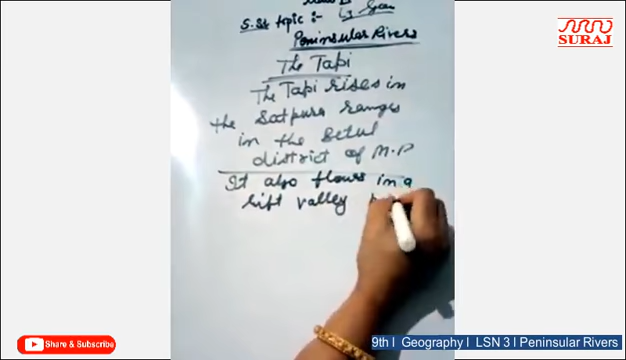 SURAJ
S.St topic :-
Peninsular Rivers
The Tapi
The Tapi rises in
the Satpura ranges
in the Betul
district of M.P
It also flows in a
rift valley
Share & Subscribe
9th I Geography I LSN 3 I Peninsular Rivers